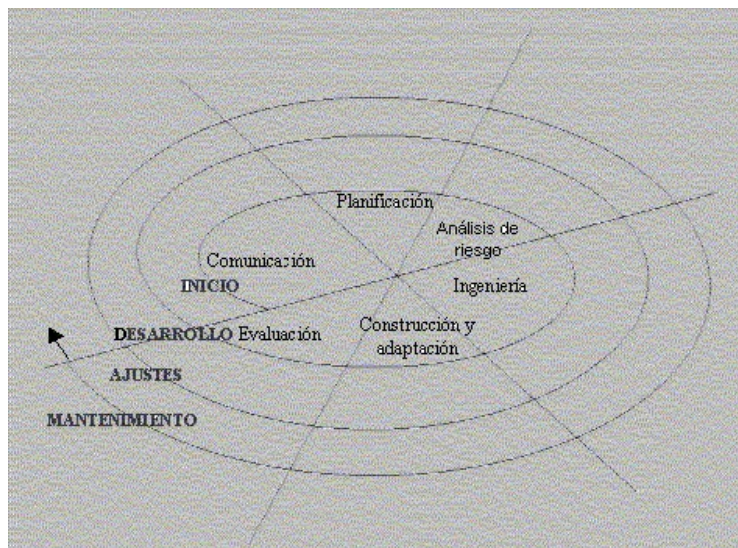 Planificación
Análisis de
riesgo
Comunicación
INICIO
Ingeniería
DESARROLLO
Evaluación
Construcción y
adaptación
AJUSTES
MANTENIMIENTO